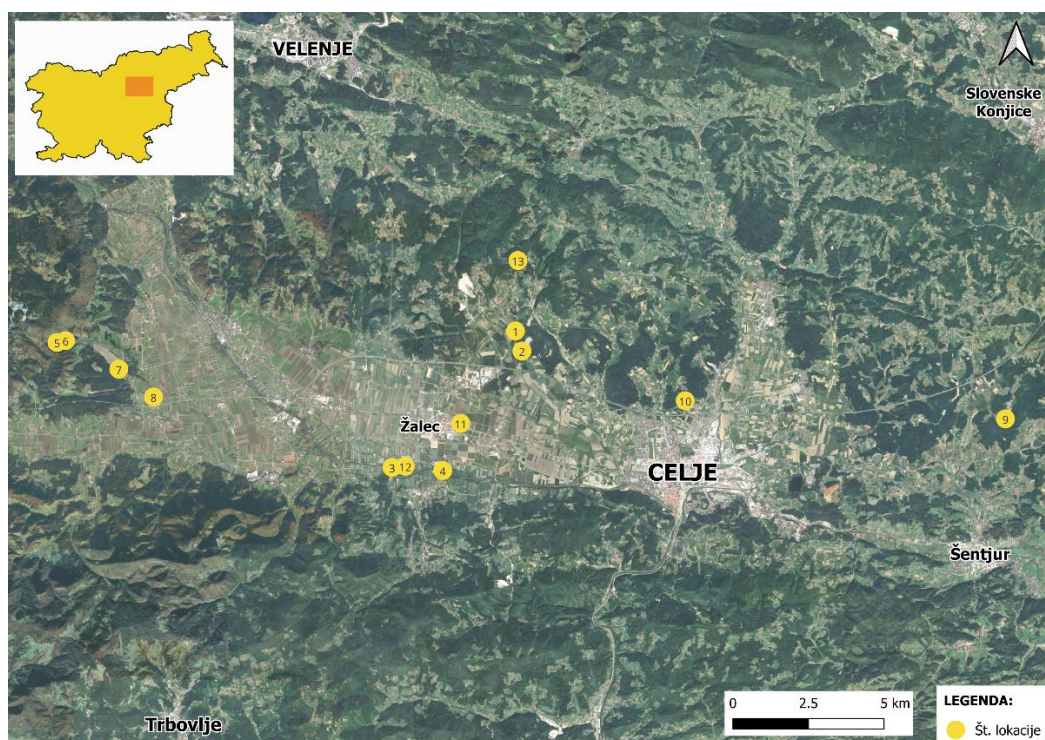 VELENJE
Slovenske
Konjice
13
1
2
5
6
7
8
10
9
Žalec
11
3
12
4
CELJE
Šentjur
Trbovlje
0
2.5
5 km
LEGENDA:
Št. lokacije